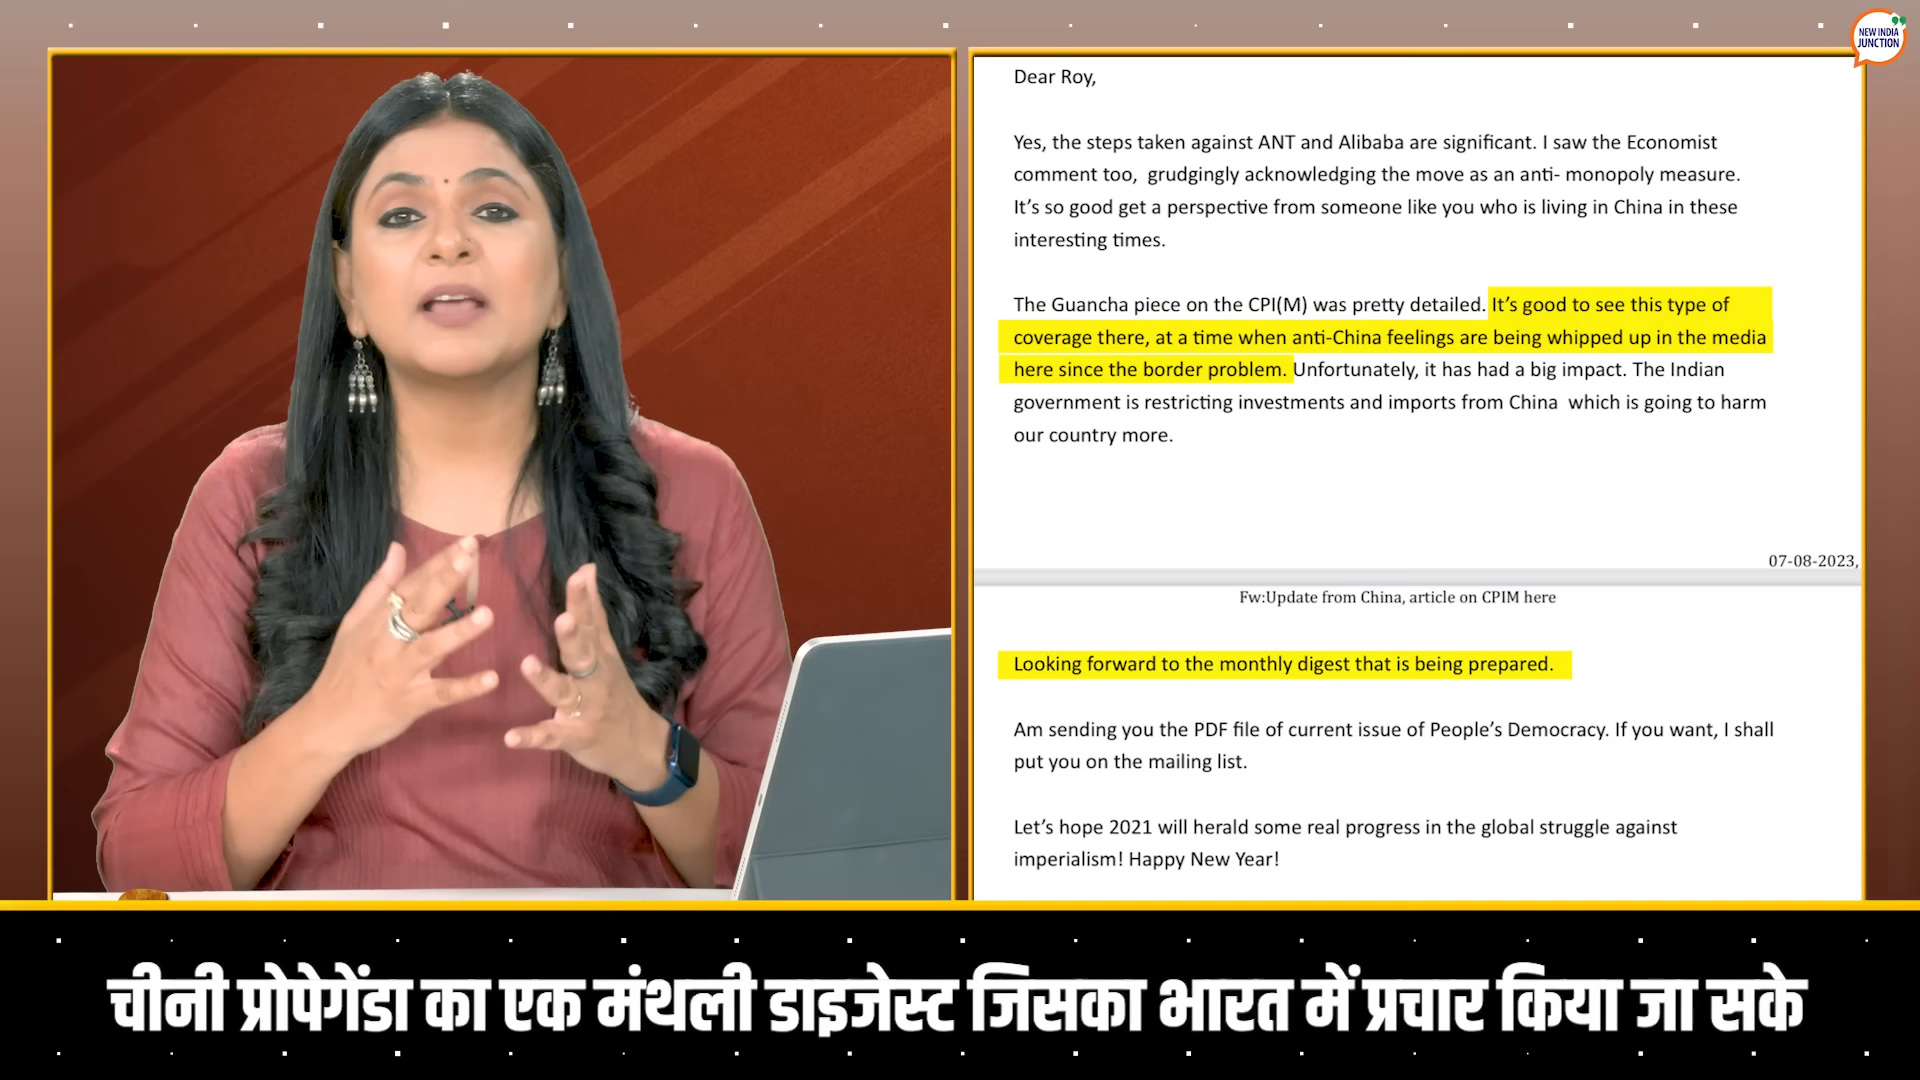 NEW INDIA
JUNCTION
Dear Roy,
Yes, the steps taken against ANT and Alibaba are significant. I saw the Economist
comment too,  grudgingly acknowledging the move as an anti- monopoly measure.
It’s so good get a perspective from someone like you who is living in China in these
interesting times.
The Guancha piece on the CPI(M) was pretty detailed. It’s good to see this type of
coverage there, at a time when anti-China feelings are being whipped up in the media
here since the border problem. Unfortunately, it has had a big impact. The Indian
government is restricting investments and imports from China  which is going to harm
our country more.
07-08-2023,
Fw:Update from China, article on CPIM here
Looking forward to the monthly digest that is being prepared.
Am sending you the PDF file of current issue of People’s Democracy. If you want, I shall
put you on the mailing list.
Let’s hope 2021 will herald some real progress in the global struggle against
imperialism! Happy New Year!
चीनी प्रोपेगेंडा का एक मंथली डाइजेस्ट जिसका भारत में प्रचार किया जा सके